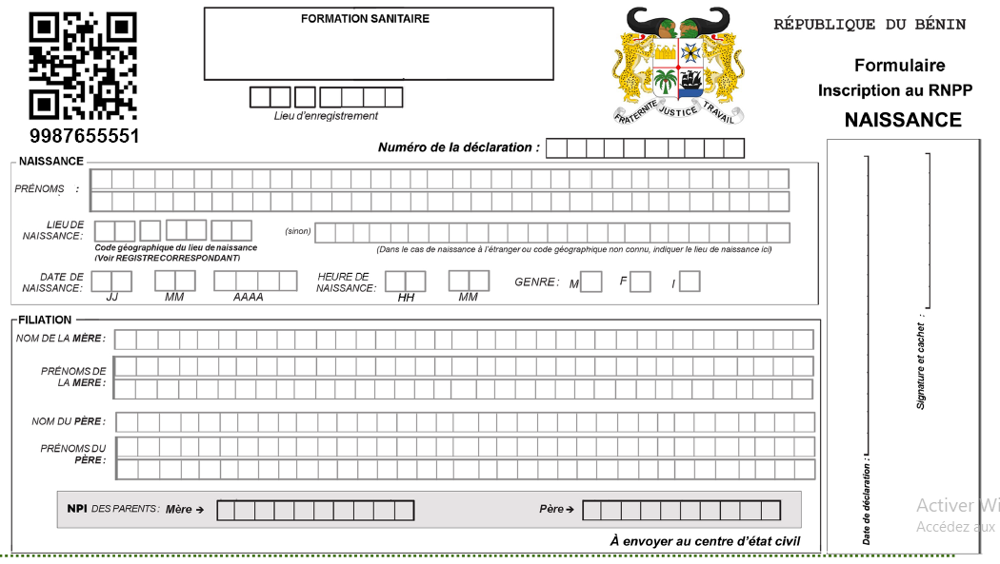 FORMATION SANITAIRE
RÉPUBLIQUE DU BÉNIN
Formulaire
Inscription au RNPP
NAISSANCE
9987655551
Lieu d'enregistrement
FRATERNITÉ JUSTICE TRAVAIL
Numéro de la déclaration :
NAISSANCE
PRÉNOMS :
LIEU DE
NAISSANCE:
(sinon)
Code géographique du lieu de naissance
(Voir REGISTRE CORRESPONDANT)
(Dans le cas de naissance à l'étranger ou code géographique non connu, indiquer le lieu de naissance ici)
DATE DE
NAISSANCE:
JJ MM AAAA
HEURE DE
NAISSANCE:
HH MM
GENRE: M F I
FILIATION
NOM DE LA MÈRE:
PRÉNOMS DE
LA MERE:
NOM DU PÈRE:
PRÉNOMS DU
PÈRE:
NPI DES PARENTS: Mère → Père →
À envoyer au centre d'état civil
Date de déclaration :
Signature et cachet :
Activer Wi
Accédez aux